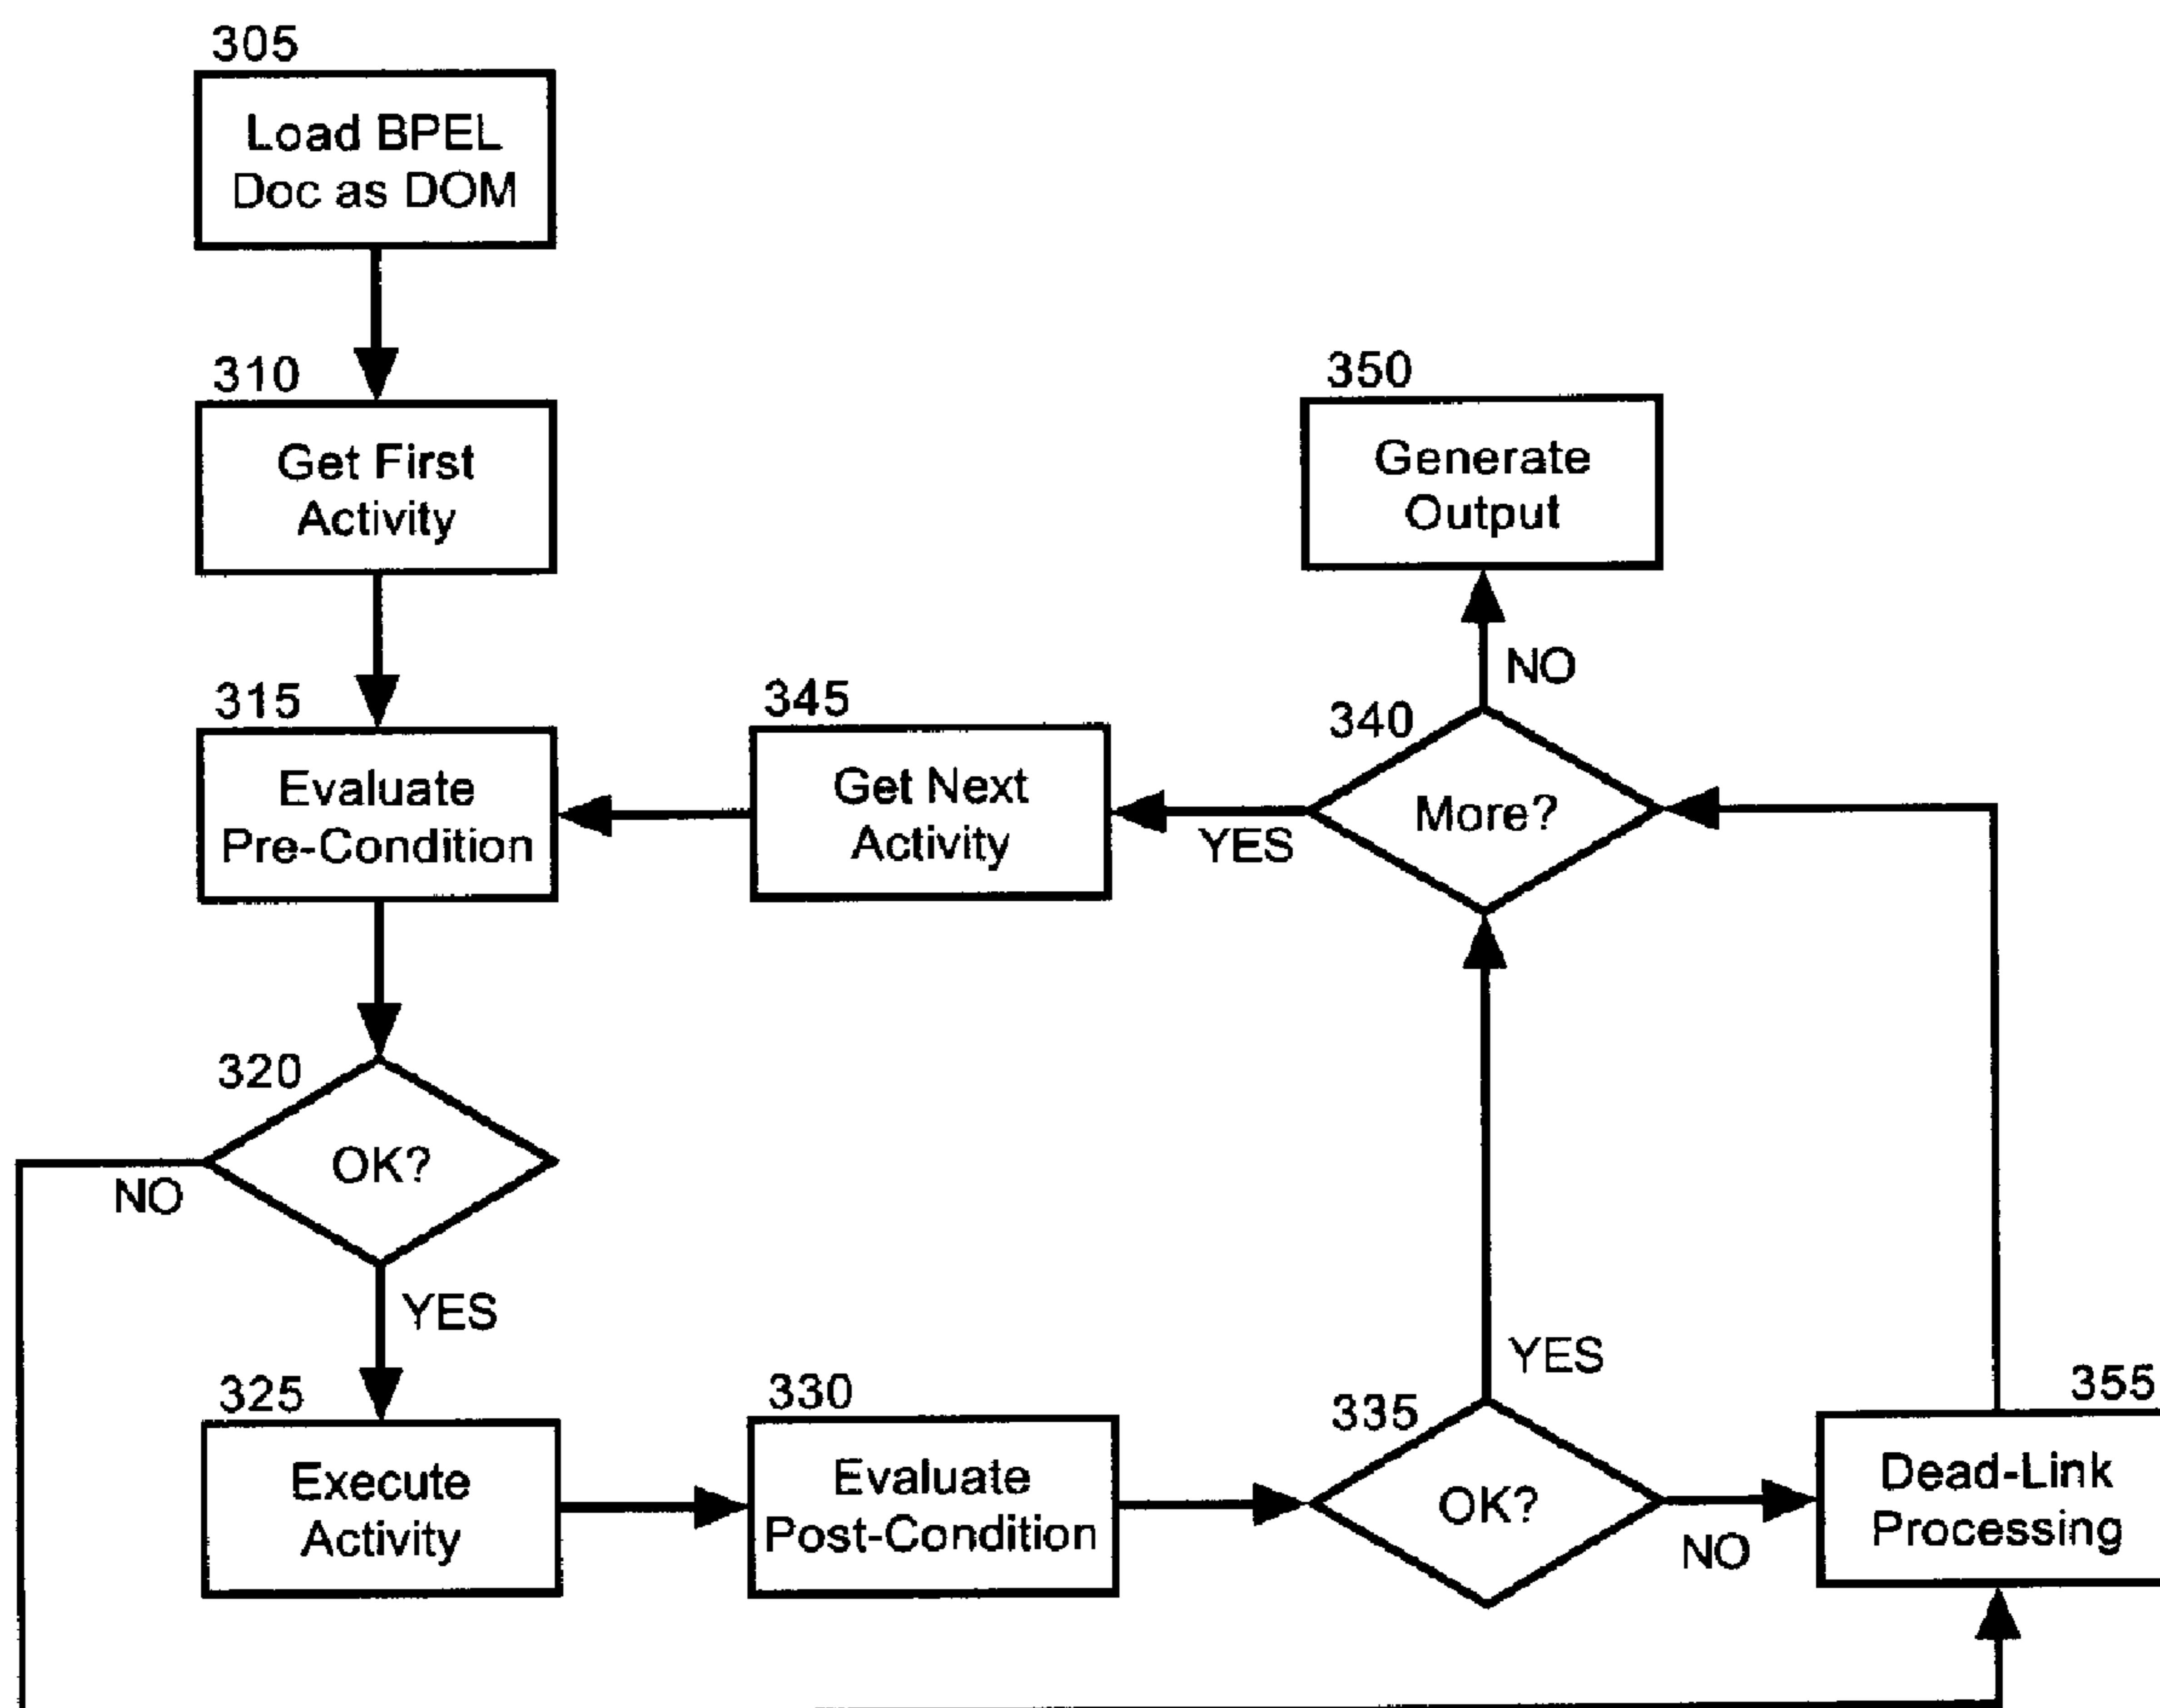 305
Load BPEL
Doc as DOM
310
Get First
Activity
350
Generate
Output
NO
315
Evaluate
Pre-Condition
345
Get Next
Activity
YES
340
More?
320
OK?
NO
YES
325
Execute
Activity
330
Evaluate
Post-Condition
335
OK?
YES
NO
355
Dead-Link
Processing